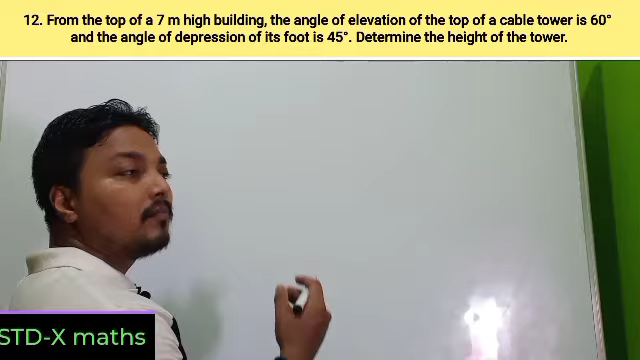 12. From the top of a 7 m high building, the angle of elevation of the top of a cable tower is 60°
and the angle of depression of its foot is 45°. Determine the height of the tower.
STD-X maths